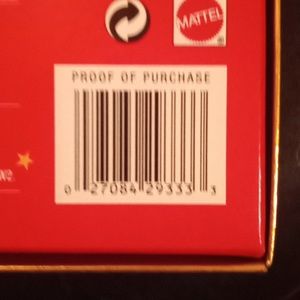 MATTEL
PROOF OF PURCHASE
0 27084 29333 3